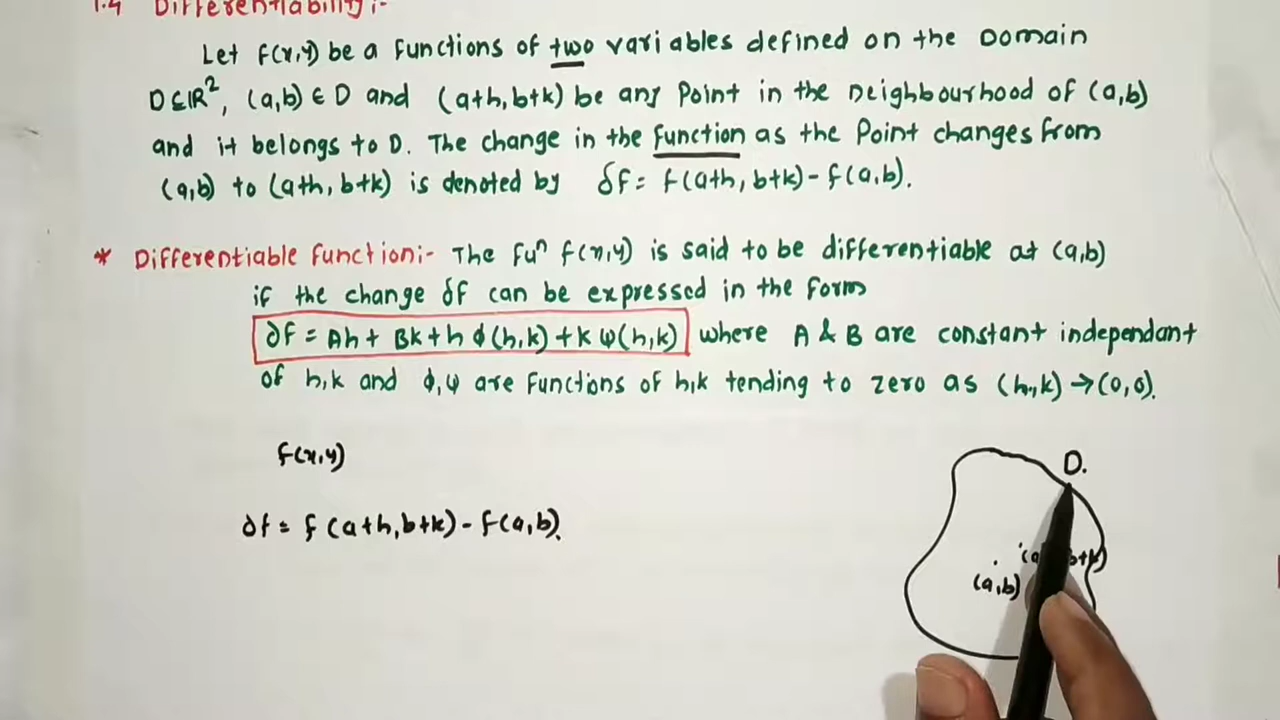 1.4 Differentiability:-
Let f(x,y) be a functions of two variables defined on the Domain
D⊆ℝ², (a,b) ∈ D and (a+h, b+k) be any Point in the neighbourhood of (a,b)
and it belongs to D. The change in the function as the Point changes from
(a,b) to (a+h, b+k) is denoted by δf = f(a+h, b+k) - f(a,b).
* Differentiable function:- The Fuⁿ f(x,y) is said to be differentiable at (a,b)
if the change δf can be expressed in the form
δf = Ah + Bk + h ϕ(h,k) + k ψ(h,k) where A & B are constant independant
of h,k and ϕ,ψ are functions of h,k tending to zero as (h,k) → (0,0).
f(x,y)
D.
δf = f(a+h, b+k) - f(a,b).
(a,b)